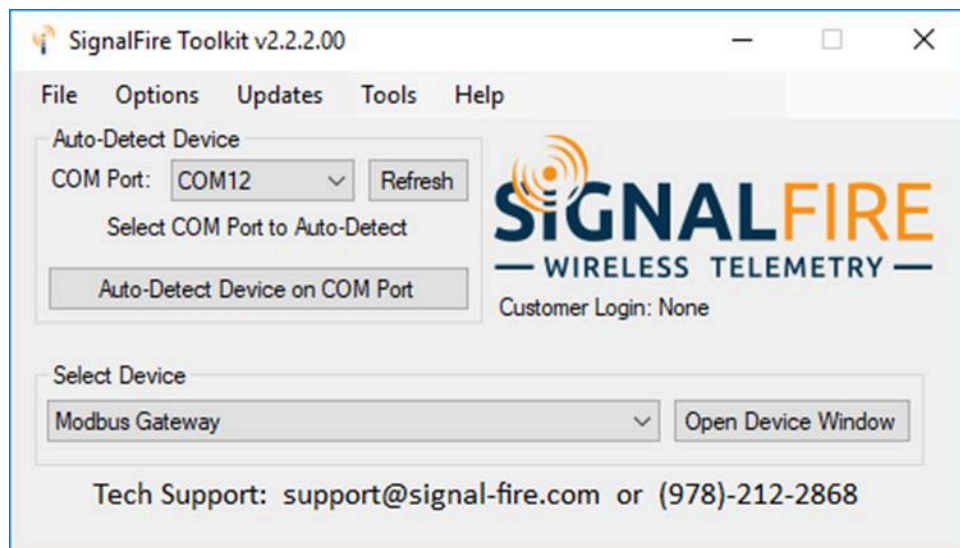 SignalFire Toolkit v2.2.2.00
File Options Updates Tools Help
Auto-Detect Device
COM Port: COM12 Refresh
Select COM Port to Auto-Detect
Auto-Detect Device on COM Port
SIGNALFIRE
WIRELESS TELEMETRY
Customer Login: None
Select Device
Modbus Gateway Open Device Window
Tech Support: support@signal-fire.com or (978)-212-2868